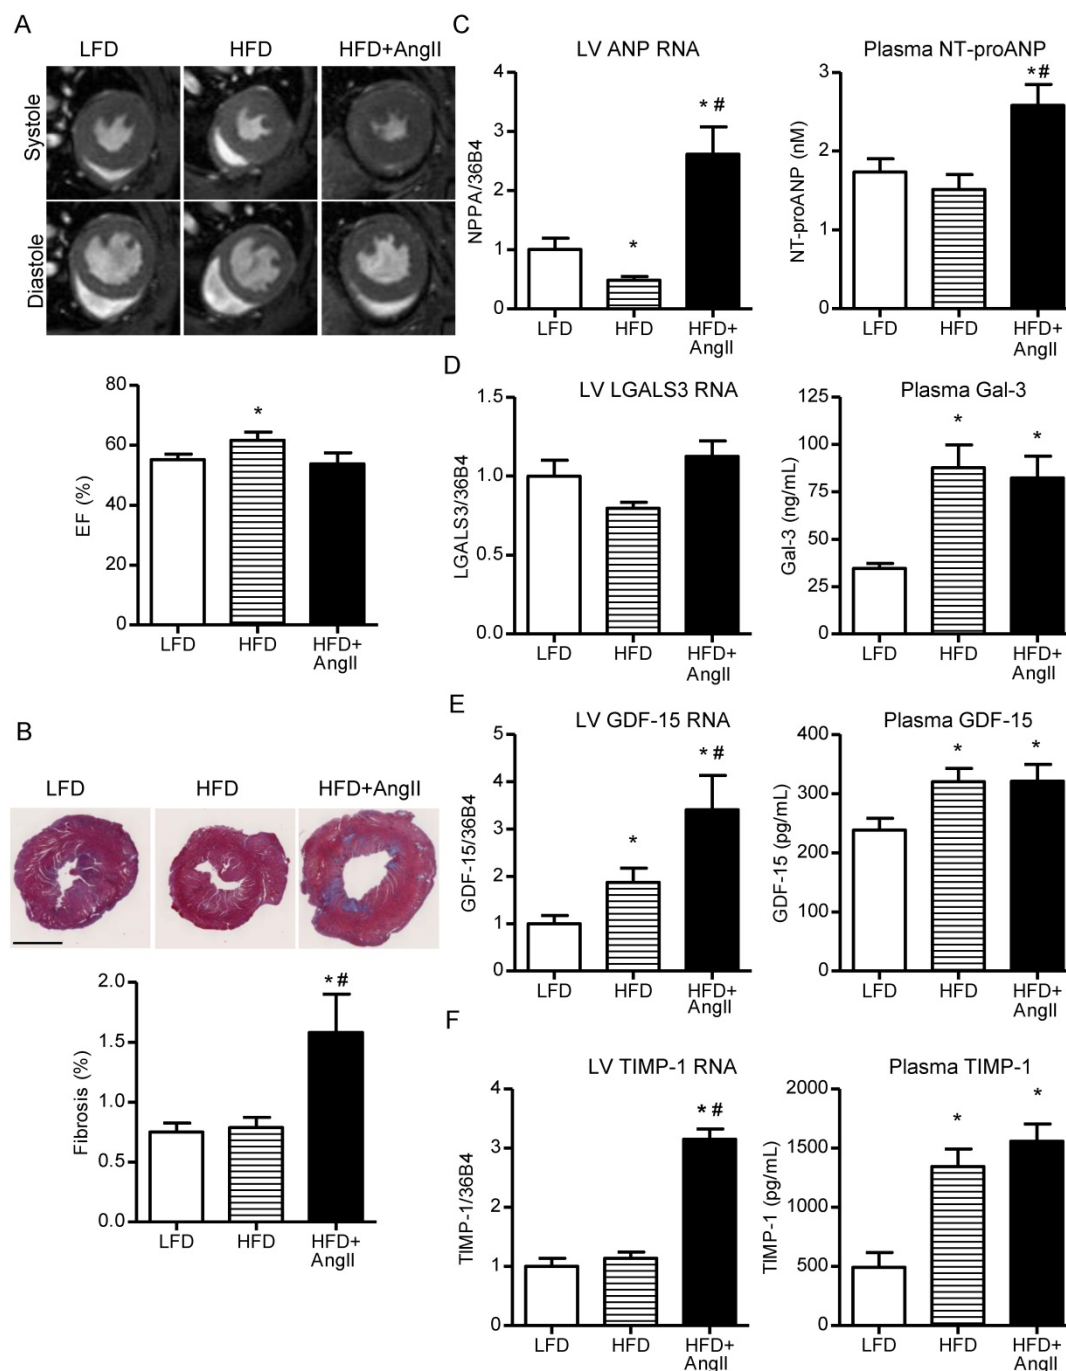 A
LFD
HFD
HFD+AngII
Systole
Diastole
80
60
40
20
0
EF (%)
*
LFD
HFD
HFD+
AngII
B
LFD
HFD
HFD+AngII
2.0
1.5
1.0
0.5
0.0
Fibrosis (%)
*#
LFD
HFD
HFD+
AngII
C
LV ANP RNA
4
3
2
1
0
NPPA/36B4
*
* #
LFD
HFD
HFD+
AngII
Plasma NT-proANP
3
2
1
0
NT-proANP (nM)
*#
LFD
HFD
HFD+
AngII
D
LV LGALS3 RNA
1.5
1.0
0.5
0.0
LGALS3/36B4
LFD
HFD
HFD+
AngII
Plasma Gal-3
125
100
75
50
25
0
Gal-3 (ng/mL)
*
*
LFD
HFD
HFD+
AngII
E
LV GDF-15 RNA
5
4
3
2
1
0
GDF-15/36B4
*
* #
LFD
HFD
HFD+
AngII
Plasma GDF-15
400
300
200
100
0
GDF-15 (pg/mL)
*
*
LFD
HFD
HFD+
AngII
F
LV TIMP-1 RNA
4
3
2
1
0
TIMP-1/36B4
* #
LFD
HFD
HFD+
AngII
Plasma TIMP-1
2000
1500
1000
500
0
TIMP-1 (pg/mL)
*
*
LFD
HFD
HFD+
AngII